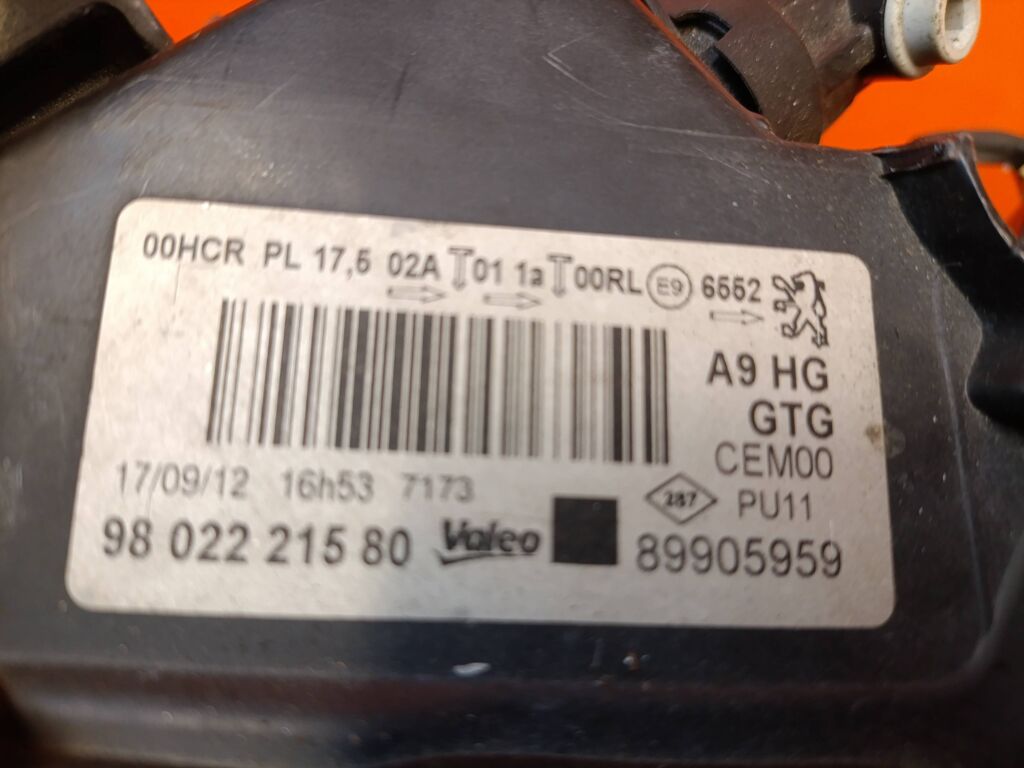 00HCR PL 17,5 02A 01 1a 00RL E9 6552
A9 HG
GTG
CEM00
17/09/12 16h53 7173
287
PU11
98 022 215 80 Valeo 89905959